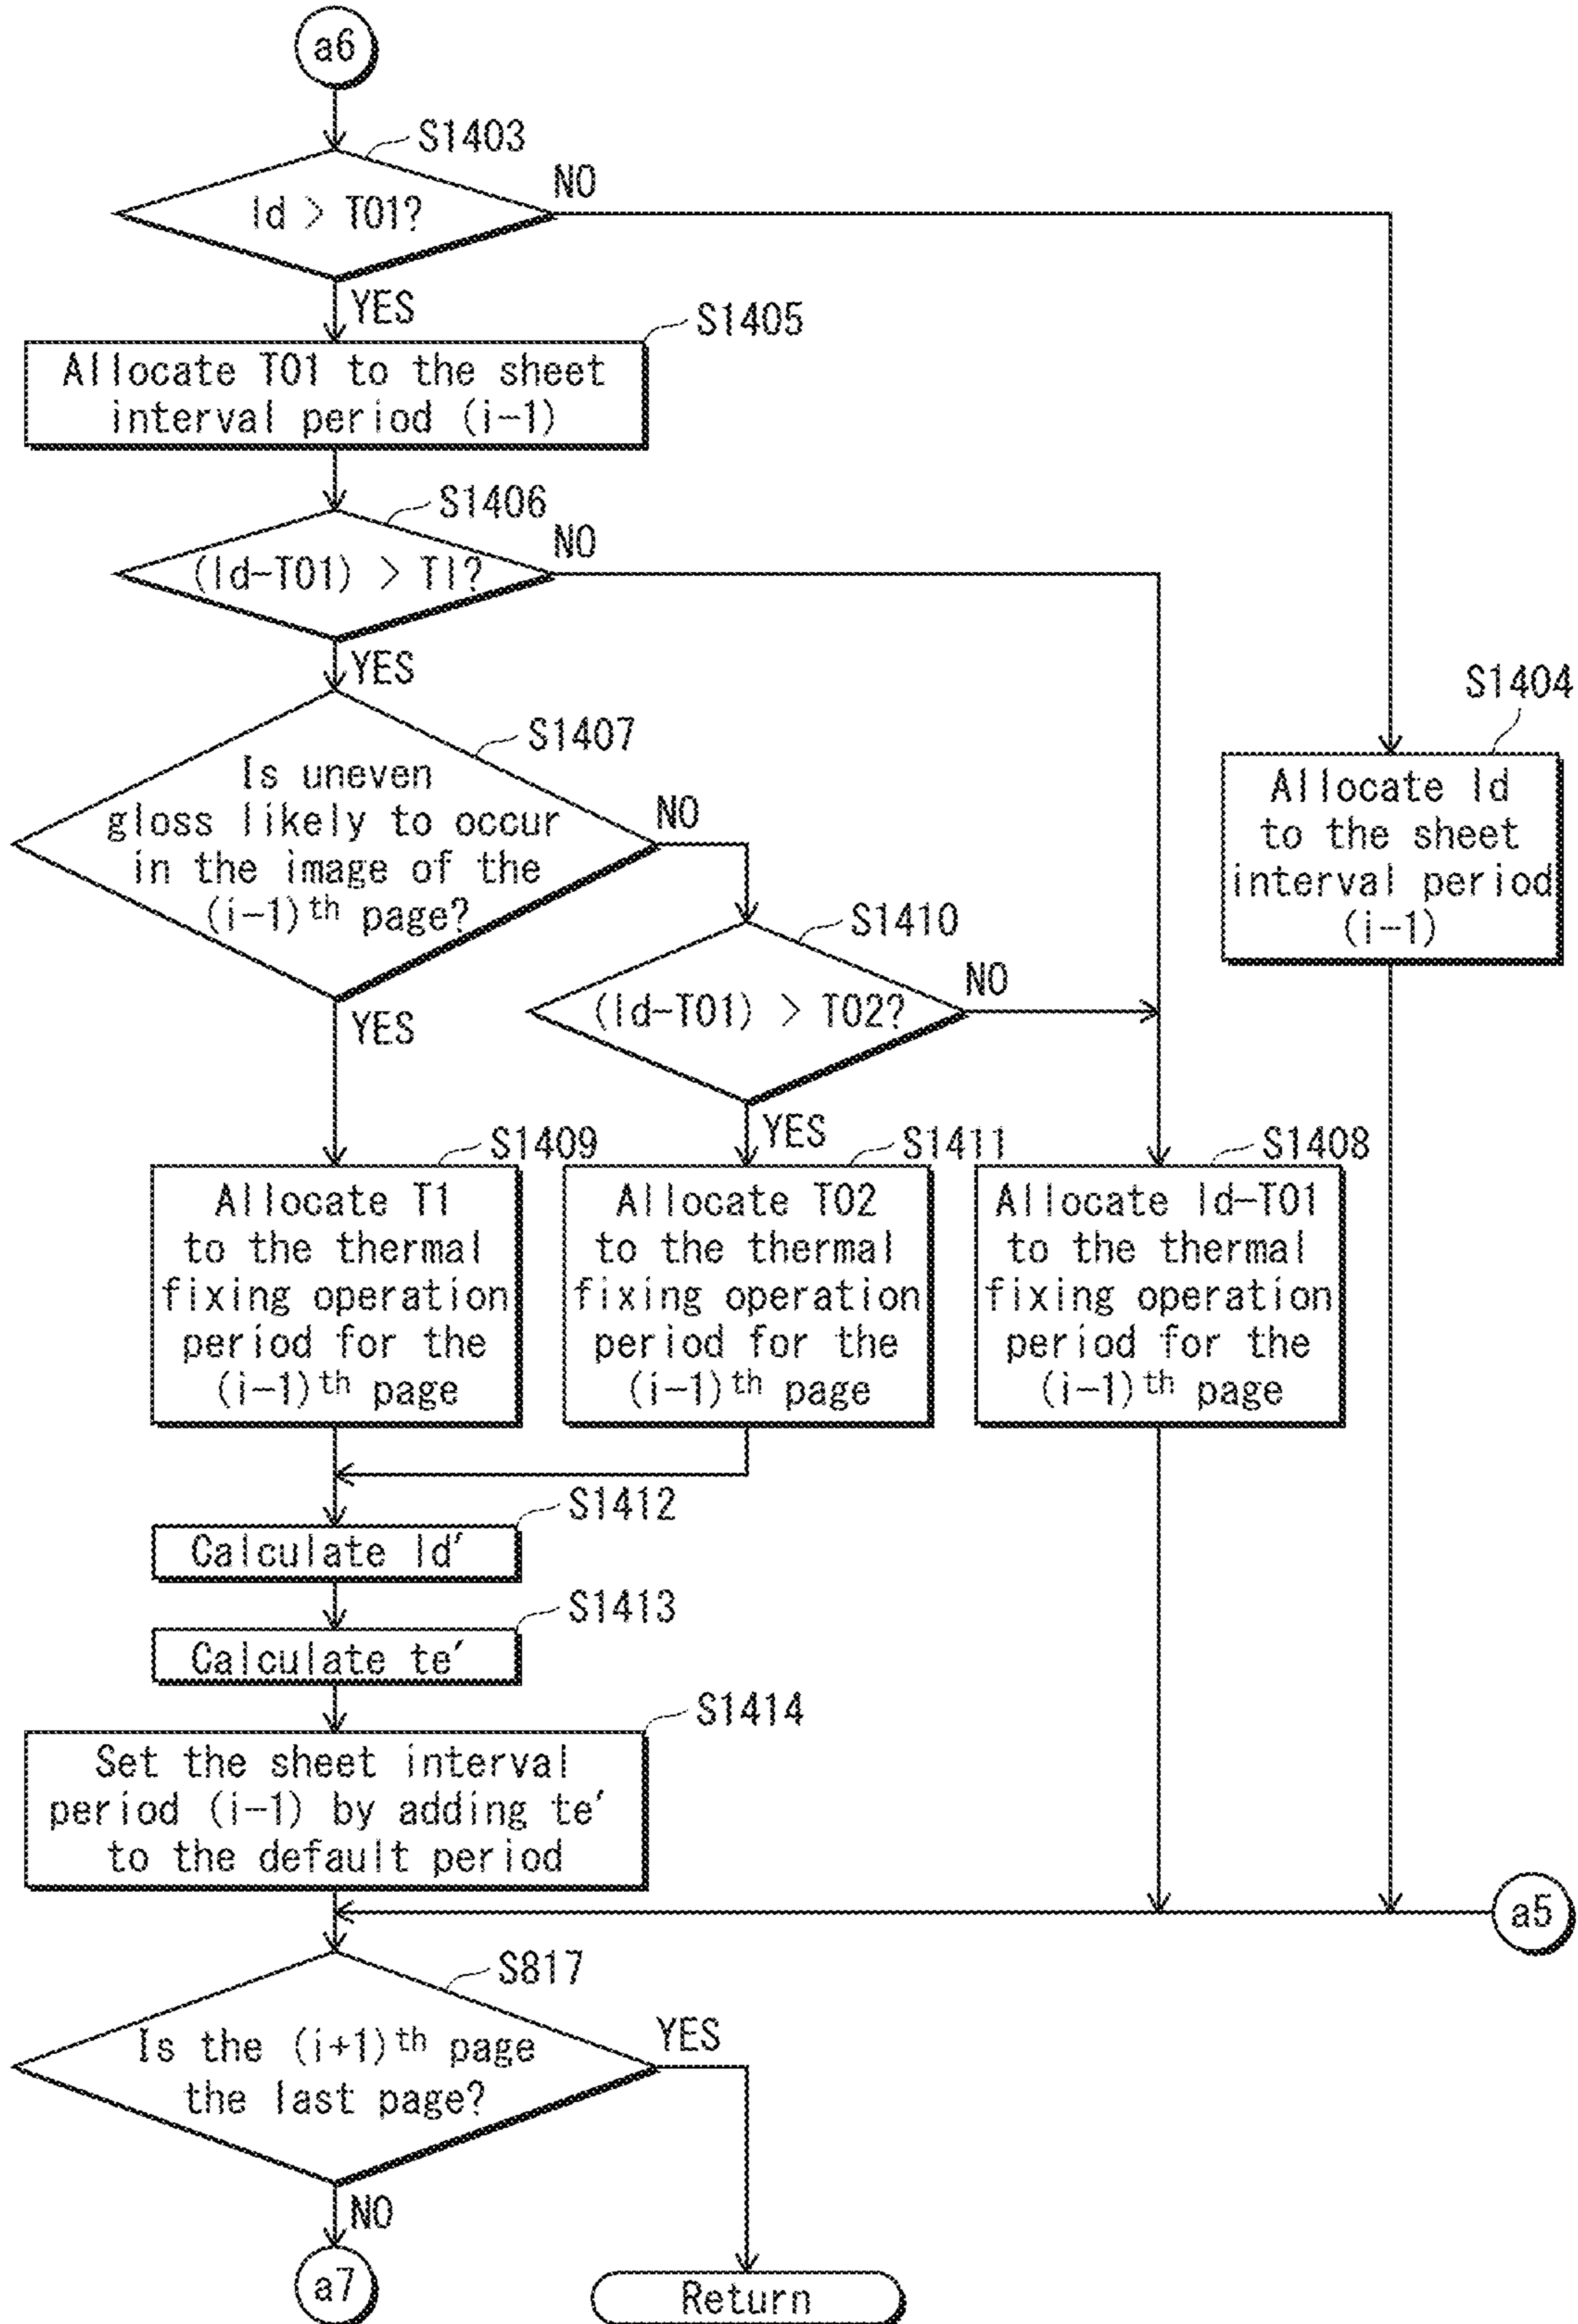 a6
S1403
Id > T01?
NO
YES
S1405
Allocate T01 to the sheet
interval period (i-1)
S1406
(Id-T01) > TI?
NO
YES
S1407
Is uneven
gloss likely to occur
in the image of the
(i-1)th page?
NO
YES
S1404
Allocate Id
to the sheet
interval period
(i-1)
S1410
(Id-T01) > T02?
NO
YES
S1409
Allocate T1
to the thermal
fixing operation
period for the
(i-1)th page
S1411
Allocate T02
to the thermal
fixing operation
period for the
(i-1)th page
S1408
Allocate Id-T01
to the thermal
fixing operation
period for the
(i-1)th page
S1412
Calculate Id′
S1413
Calculate te′
S1414
Set the sheet interval
period (i-1) by adding te′
to the default period
a5
S817
Is the (i+1)th page
the last page?
YES
NO
a7
Return